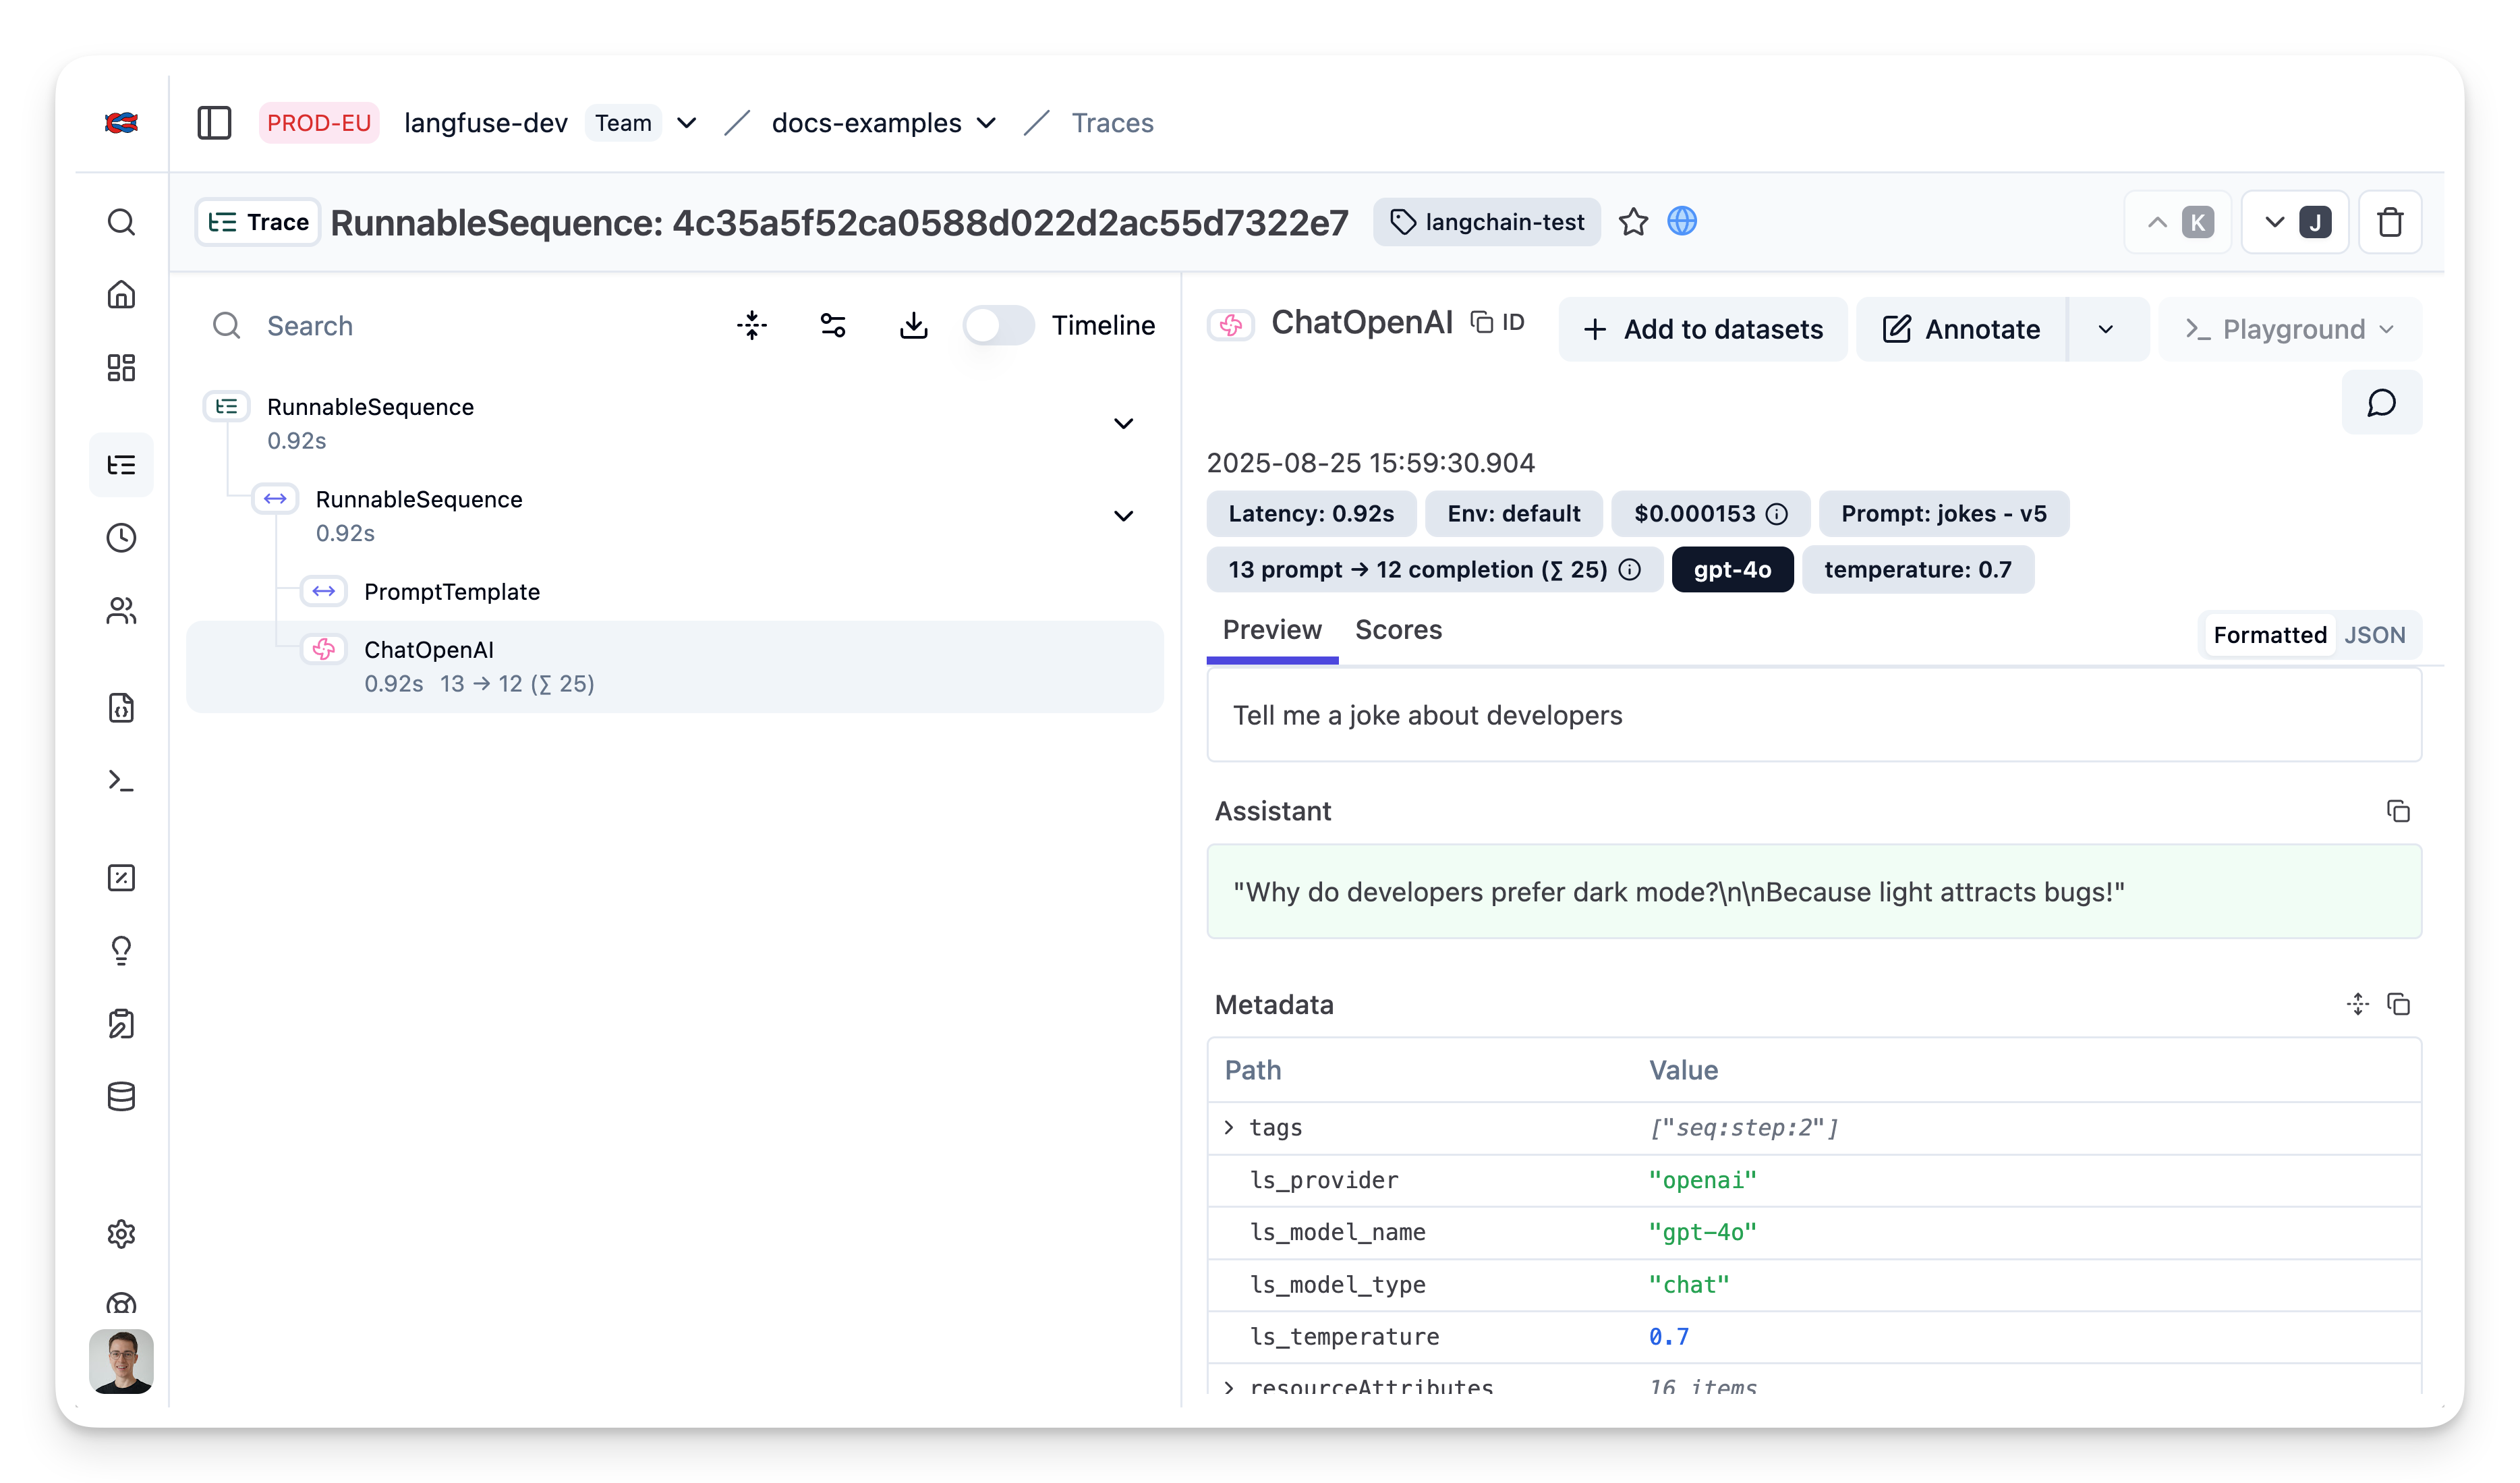 PROD-EU langfuse-dev Team docs-examples Traces
Trace RunnableSequence: 4c35a5f52ca0588d022d2ac55d7322e7 langchain-test K J
Search Timeline
RunnableSequence
0.92s
RunnableSequence
0.92s
PromptTemplate
ChatOpenAI
0.92s 13 → 12 (∑ 25)
ChatOpenAI ID + Add to datasets Annotate Playground
2025-08-25 15:59:30.904
Latency: 0.92s Env: default $0.000153 Prompt: jokes - v5
13 prompt → 12 completion (∑ 25) gpt-4o temperature: 0.7
Preview Scores Formatted JSON
Tell me a joke about developers
Assistant
"Why do developers prefer dark mode?\n\nBecause light attracts bugs!"
Metadata
Path Value
tags ["seq:step:2"]
ls_provider "openai"
ls_model_name "gpt-4o"
ls_model_type "chat"
ls_temperature 0.7
resourceAttributes 16 items